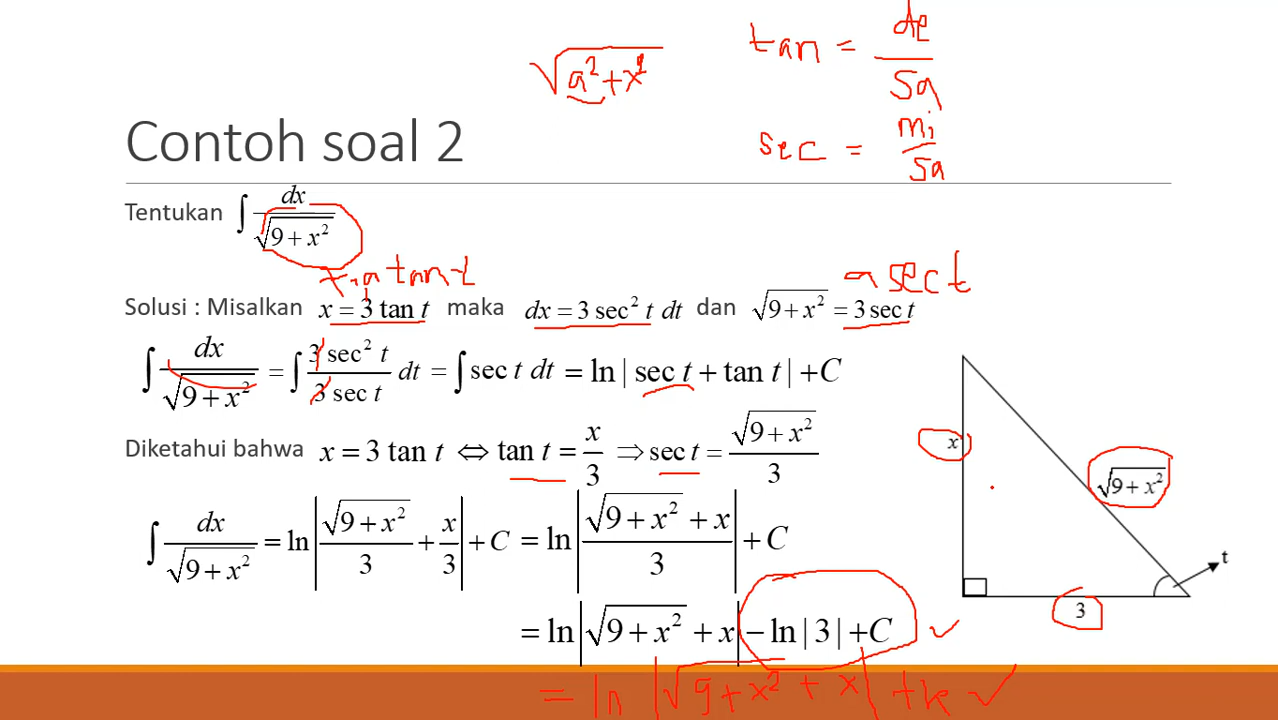 √(a² + x²)
tan = de/sa
sec = mi/sa
Contoh soal 2
Tentukan ∫ dx/√(9 + x²)
a tan t
a sec t
Solusi : Misalkan x = 3 tan t maka dx = 3 sec² t dt dan √(9 + x²) = 3 sec t
∫ dx/√(9 + x²) = ∫ (3 sec² t)/(3 sec t) dt = ∫ sec t dt = ln | sec t + tan t | + C
Diketahui bahwa x = 3 tan t ⇔ tan t = x/3 ⇒ sec t = √(9 + x²)/3
∫ dx/√(9 + x²) = ln | √(9 + x²)/3 + x/3 | + C = ln | (√(9 + x²) + x)/3 | + C
= ln | √(9 + x²) + x | − ln | 3 | + C
= ln | √(9 + x²) + x | + k
x
√(9 + x²)
t
3